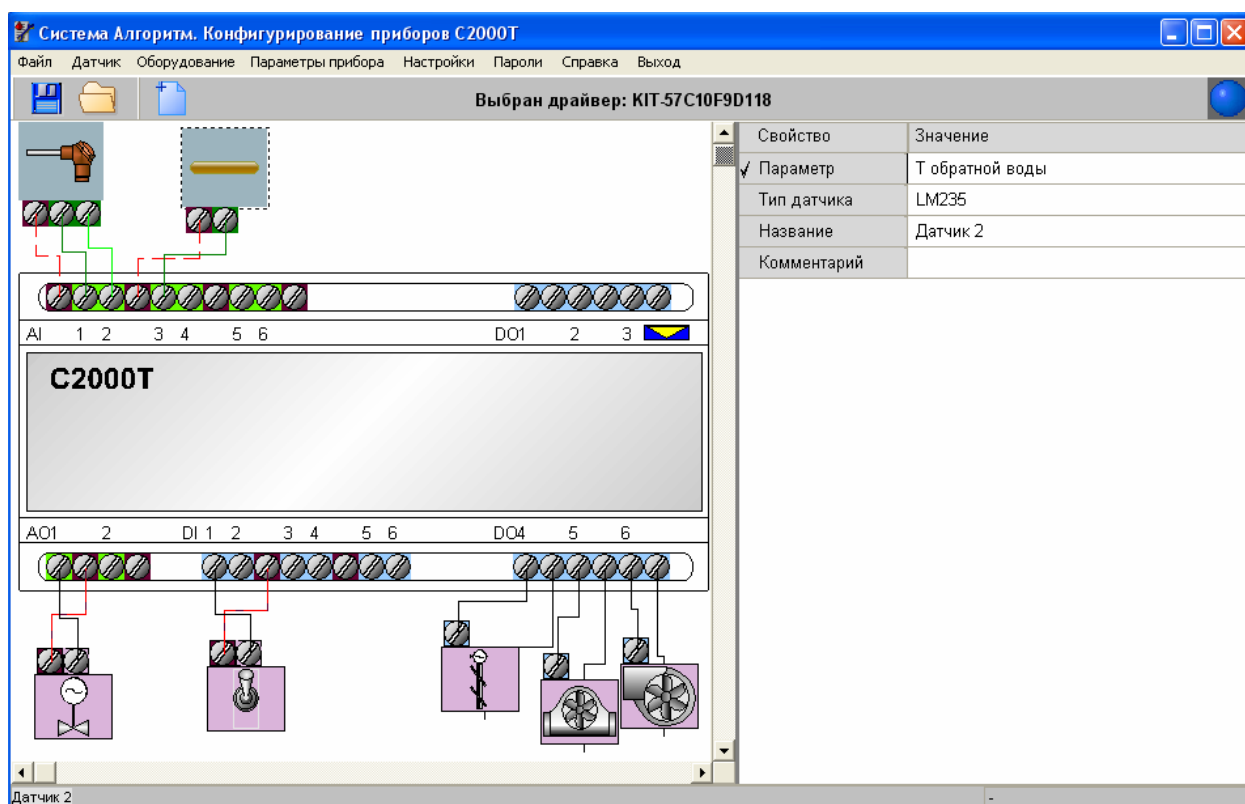 Система Алгоритм. Конфигурирование приборов С2000Т
Файл Датчик Оборудование Параметры прибора Настройки Пароли Справка Выход
Выбран драйвер: KIT-57C10F9D118
Свойство Значение
Параметр Т обратной воды
Тип датчика LM235
Название Датчик 2
Комментарий
AI 1 2 3 4 5 6 DO1 2 3
C2000T
AO1 2 DI 1 2 3 4 5 6 DO4 5 6
Датчик 2 -